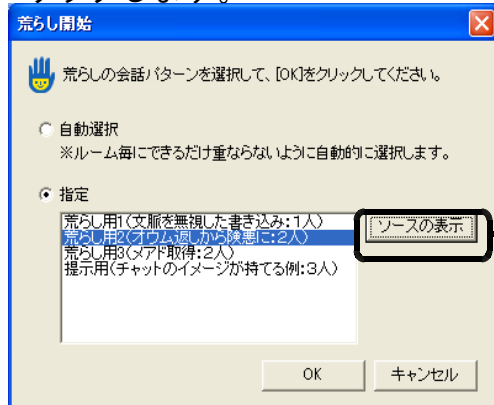 荒らし開始
荒らしの会話パターンを選択して、[OK]をクリックしてください。
自動選択
※ルーム毎にできるだけ重ならないように自動的に選択します。
指定
荒らし用1(文脈を無視した書き込み:1人)
荒らし用2(オウム返しから険悪に:2人)
荒らし用3(メアド取得:2人)
提示用(チャットのイメージが持てる例:3人)
ソースの表示
OK
キャンセル